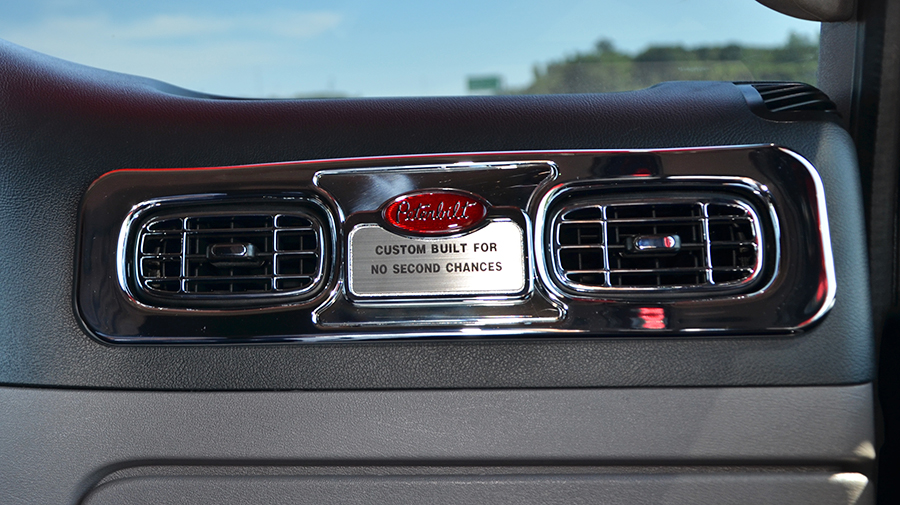 Peterbilt
CUSTOM BUILT FOR
NO SECOND CHANCES